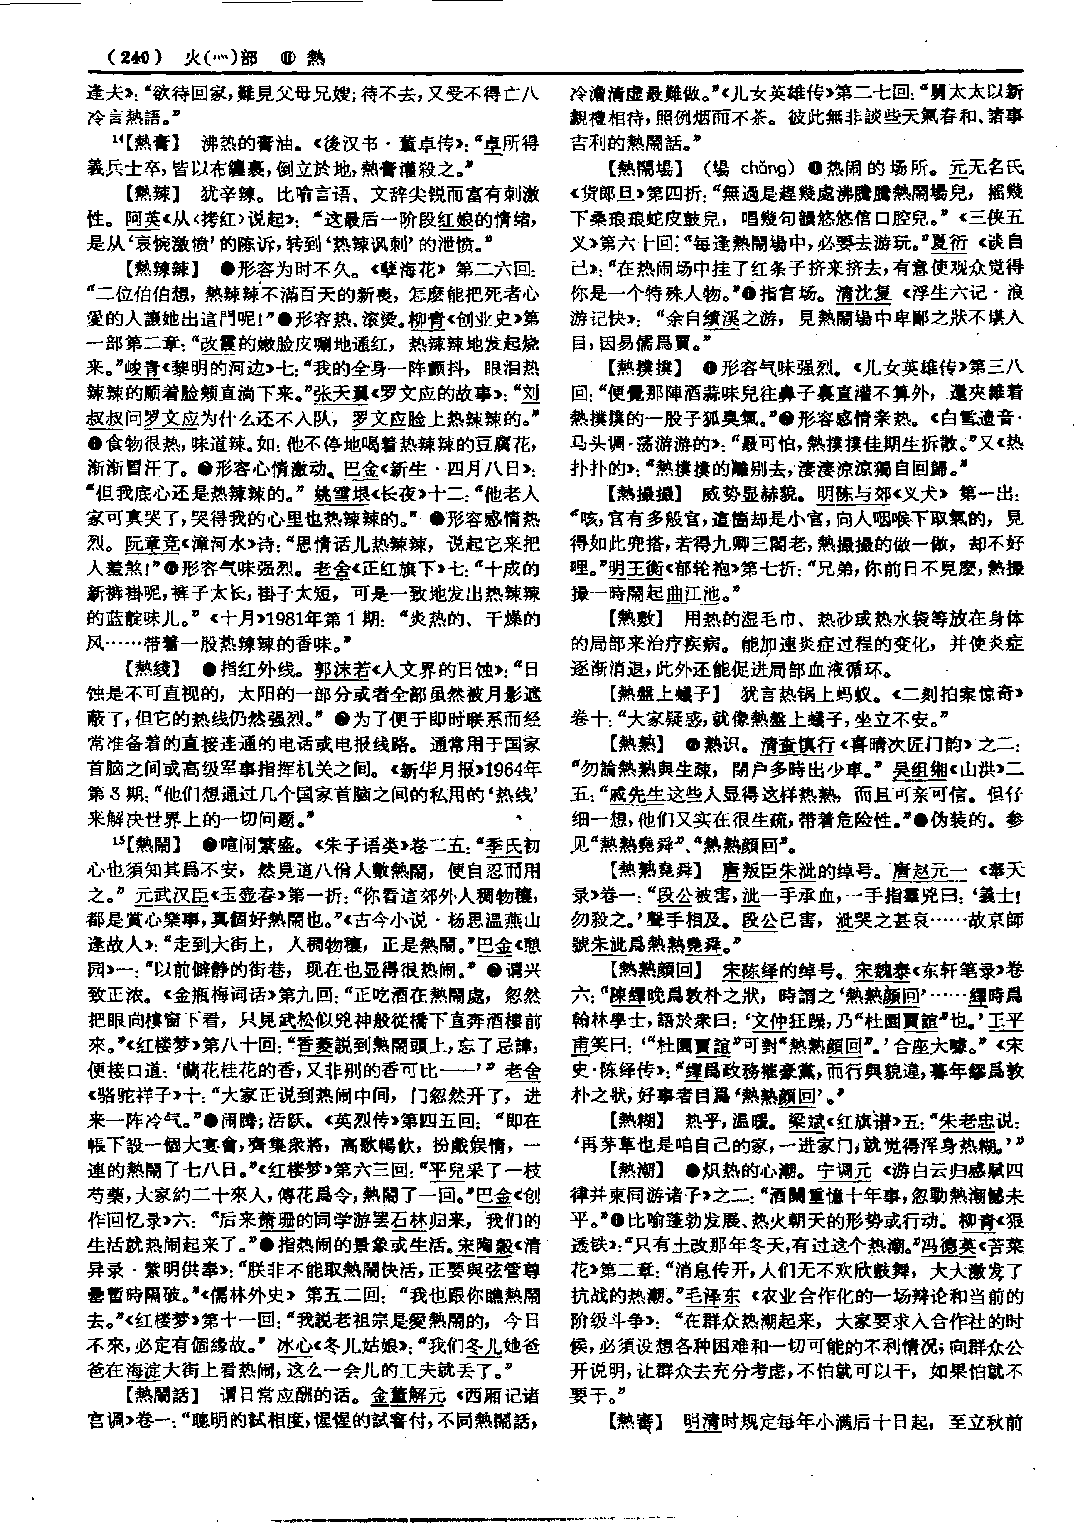 (240) 火(灬)部 ⑪ 熱
逢夫》：“欲待回家，難見父母兄嫂；待不去，又受不得亡八
冷言熱語。”
14【熱膏】 沸热的膏油。《後汉书·董卓传》：“卓所得
義兵士卒，皆以布纏裹，倒立於地，熱膏灌殺之。”
【熱辣】 犹辛辣。比喻言语、文辞尖锐而富有刺激
性。阿英《从〈拷红〉说起》：“这最后一阶段红娘的情绪，
是从‘哀婉激愤’的陈诉，转到‘热辣讽刺’的泄愤。”
【熱辣辣】 ❶形容为时不久。《孽海花》第二六回：
“二位伯伯想，熱辣辣不滿百天的新喪，怎麽能把死者心
愛的人讓她出這門呢！”❷形容热、滚烫。柳青《创业史》第
一部第二章：“改霞的嫩脸皮唰地通红，热辣辣地发起烧
来。”峻青《黎明的河边》七：“我的全身一阵颤抖，眼泪热
辣辣的顺着脸颊直淌下来。”张天翼《罗文应的故事》：“刘
叔叔问罗文应为什么还不入队，罗文应脸上热辣辣的。”
❸食物很热，味道辣。如：他不停地喝着热辣辣的豆腐花，
渐渐冒汗了。❹形容心情激动。巴金《新生·四月八日》：
“但我底心还是热辣辣的。”姚雪垠《长夜》十二：“他老人
家可真哭了，哭得我的心里也热辣辣的。”❺形容感情热
烈。阮章竞《漳河水》诗：“恩情话儿热辣辣，说起它来把
人羞煞！”❻形容气味强烈。老舍《正红旗下》七：“十成的
新裤褂呢，裤子太长，褂子太短，可是一致地发出热辣辣
的蓝靛味儿。”《十月》1981年第1期：“炎热的、干燥的
风……带着一股热辣辣的香味。”
【熱綫】 ❶指红外线。郭沫若《人文界的日蚀》：“日
蚀是不可直视的，太阳的一部分或者全部虽然被月影遮
蔽了，但它的热线仍然强烈。”❷为了便于即时联系而经
常准备着的直接连通的电话或电报线路。通常用于国家
首脑之间或高级军事指挥机关之间。《新华月报》1964年
第3期：“他们想通过几个国家首脑之间的私用的‘热线’
来解决世界上的一切问题。”
15【熱鬧】 ❶喧闹繁盛。《朱子语类》卷二五：“季氏初
心也須知其爲不安，然見這八佾人數熱鬧，便自忍而用
之。”元武汉臣《玉壶春》第一折：“你看這郊外人稠物穰，
都是賞心樂事，真個好熱鬧也。”《古今小说·杨思温燕山
逢故人》：“走到大街上，人稠物穰，正是熱鬧。”巴金《憩
园》一：“以前僻静的街巷，现在也显得很热闹。”❷谓兴
致正浓。《金瓶梅词话》第九回：“正吃酒在熱鬧處，忽然
把眼向樓窗下看，只見武松似兇神般從橋下直奔酒樓前
來。”《红楼梦》第八十回：“香菱説到熱鬧頭上，忘了忌諱，
便接口道：‘蘭花桂花的香，又非别的香可比——’”老舍
《骆驼祥子》十：“大家正说到热闹中间，门忽然开了，进
来一阵冷气。”❸闹腾；活跃。《英烈传》第四五回：“即在
帳下設一個大宴會，齊集衆將，高歌暢飲，扮戲娱情，一
連的熱鬧了七八日。”《红楼梦》第六三回：“平兒采了一枝
芍藥，大家約二十來人，傳花爲令，熱鬧了一回。”巴金《创
作回忆录》六：“后来萧珊的同学游罢石林归来，我们的
生活就热闹起来了。”❹指热闹的景象或生活。宋陶穀《清
异录·紫明供奉》：“朕非不能取熱鬧快活，正要與弦管尊
罍暫時隔破。”《儒林外史》第五二回：“我也跟你瞧熱鬧
去。”《红楼梦》第十一回：“我説老祖宗是愛熱鬧的，今日
不來，必定有個緣故。”冰心《冬儿姑娘》：“我们冬儿她爸
爸在海淀大街上看热闹，这么一会儿的工夫就丢了。”
【熱鬧話】 谓日常应酬的话。金董解元《西厢记诸
宫调》卷一：“聰明的試相度，惺惺的試窨付，不同熱鬧話，
冷澹清虚最難做。”《儿女英雄传》第二七回：“舅太太以新
親禮相待，照例烟而不茶。彼此無非談些天氣春和、諸事
吉利的熱鬧話。”
【熱鬧場】 （場 chǎng）❶热闹的场所。元无名氏
《货郎旦》第四折：“無過是趕幾處沸騰騰熱鬧場兒，摇幾
下桑琅琅蛇皮鼓兒，唱幾句韻悠悠信口腔兒。”《三侠五
义》第六十回：“每逢熱鬧場中，必要去游玩。”夏衍《谈自
己》：“在热闹场中挂了红条子挤来挤去，有意使观众觉得
你是一个特殊人物。”❷指官场。清沈复《浮生六记·浪
游记快》：“余自績溪之游，見熱鬧場中卑鄙之狀不堪入
目，因易儒爲賈。”
【熱撲撲】 ❶形容气味强烈。《儿女英雄传》第三八
回：“便覺那陣酒蒜味兒往鼻子裏直灌不算外，還夾雜着
熱撲撲的一股子狐臭氣。”❷形容感情亲热。《白雪遗音·
马头调·荡游游的》：“最可怕，熱撲撲佳期生拆散。”又《热
扑扑的》：“熱撲撲的離别去，淒淒涼涼獨自回歸。”
【熱撮撮】 威势显赫貌。明陈与郊《义犬》第一出：
“咳，官有多般官，這箇却是小官，向人咽喉下取氣的，見
得如此兜搭，若得九卿三閣老，熱撮撮的做一做，却不好
哩。”明王衡《郁轮袍》第七折：“兄弟，你前日不見麽，熱撮
撮一時鬧起曲江池。”
【熱敷】 用热的湿毛巾、热砂或热水袋等放在身体
的局部来治疗疾病。能加速炎症过程的变化，并使炎症
逐渐消退，此外还能促进局部血液循环。
【熱盤上蟻子】 犹言热锅上蚂蚁。《二刻拍案惊奇》
卷十：“大家疑惑，就像熱盤上蟻子，坐立不安。”
【熱熟】 ❶熟识。清查慎行《喜晴次匠门韵》之二：
“勿論熱熟與生疎，閉户多時出少車。”吴组缃《山洪》二
五：“戚先生这些人显得这样热熟，而且可亲可信。但仔
细一想，他们又实在很生疏，带着危险性。”❷伪装的。参
见“熱熟堯舜”、“熱熟顔回”。
【熱熟堯舜】 唐叛臣朱泚的绰号。唐赵元一《奉天
录》卷一：“段公被害，泚一手承血，一手指羣兇曰：‘義士！
勿殺之。’聲手相及。段公已害，泚哭之甚哀……故京師
號朱泚爲熱熟堯舜。”
【熱熟顔回】 宋陈绎的绰号。宋魏泰《东轩笔录》卷
六：“陳繹晚爲敦朴之狀，時謂之‘熱熟顔回’……繹時爲
翰林學士，語於衆曰：‘文仲狂躁，乃“杜園賈誼”也。’王平
甫笑曰：‘“杜園賈誼”可對“熱熟顔回”。’合座大噱。”《宋
史·陈绎传》：“繹爲政務摧豪黨，而行與貌違，暮年繆爲敦
朴之狀，好事者目爲‘熱熟顔回’。”
【熱糊】 热乎，温暖。梁斌《红旗谱》五：“朱老忠说：
‘再茅草也是咱自己的家，一进家门，就觉得浑身热糊。’”
【熱潮】 ❶炽热的心潮。宁调元《游白云归感赋四
律并束同游诸子》之二：“酒闌重憶十年事，忽勒熱潮憾未
平。”❷比喻蓬勃发展、热火朝天的形势或行动。柳青《狠
透铁》：“只有土改那年冬天，有过这个热潮。”冯德英《苦菜
花》第二章：“消息传开，人们无不欢欣鼓舞，大大激发了
抗战的热潮。”毛泽东《农业合作化的一场辩论和当前的
阶级斗争》：“在群众热潮起来，大家要求入合作社的时
候，必须设想各种困难和一切可能的不利情况；向群众公
开说明，让群众去充分考虑，不怕就可以干，如果怕就不
要干。”
【熱審】 明清时规定每年小满后十日起，至立秋前